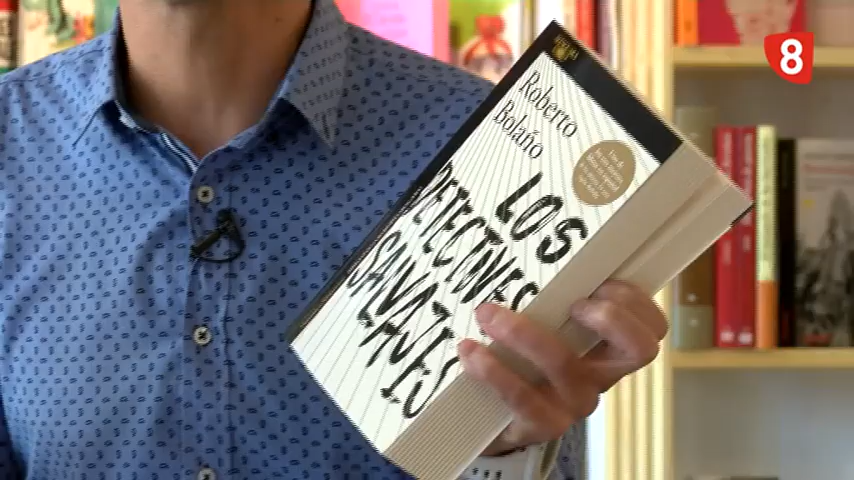 8
Roberto
Bolaño
LOS
DETECTIVES
SALVAJES